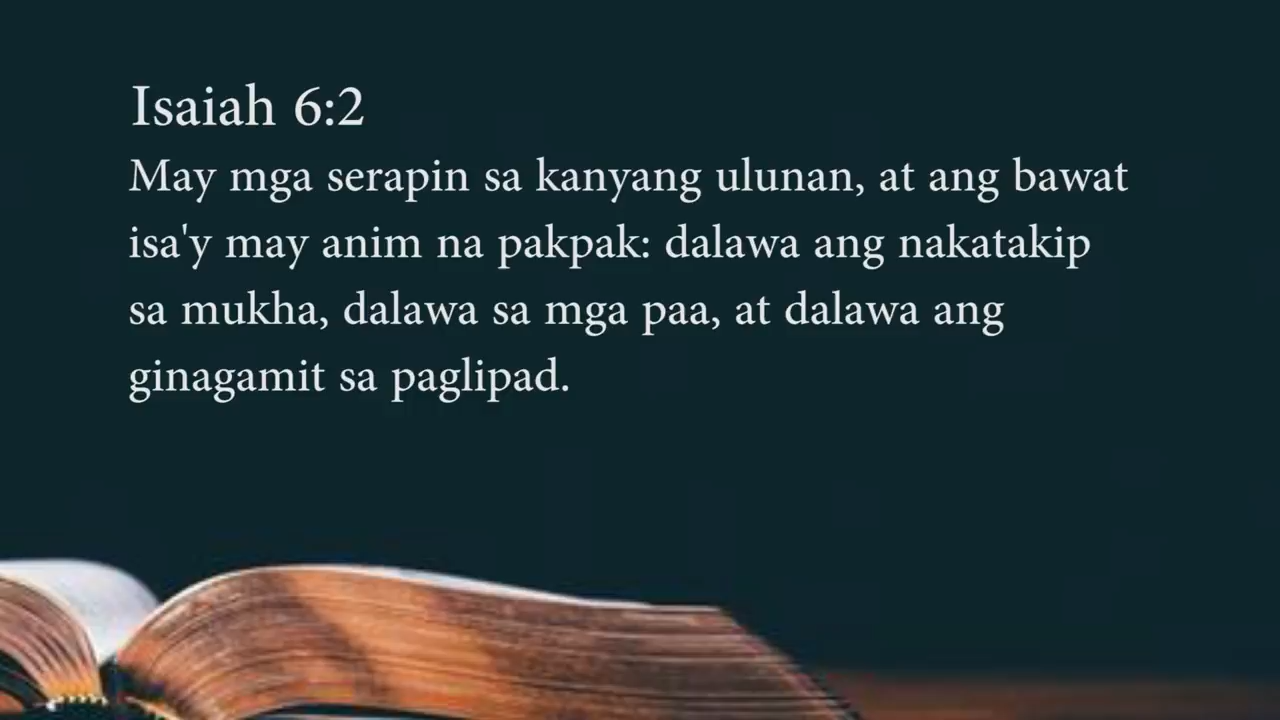 Isaiah 6:2
May mga serapin sa kanyang ulunan, at ang bawat
isa'y may anim na pakpak: dalawa ang nakatakip
sa mukha, dalawa sa mga paa, at dalawa ang
ginagamit sa paglipad.